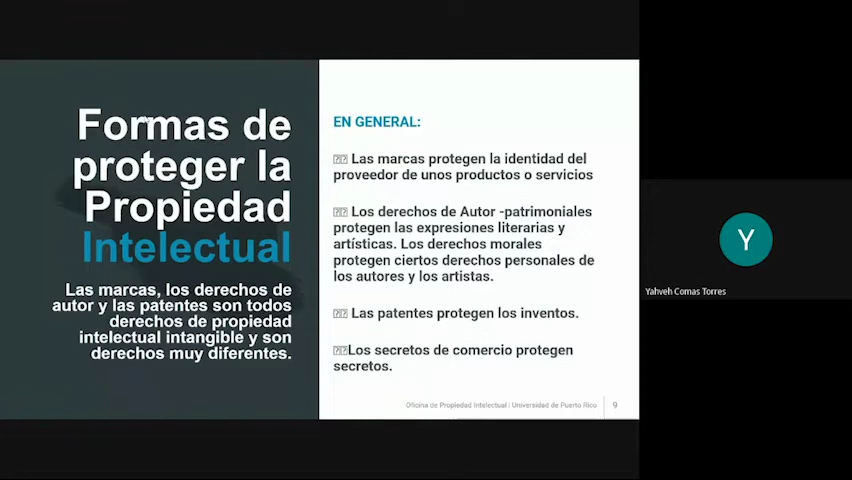 Formas de
proteger la
Propiedad
Intelectual
Las marcas, los derechos de
autor y las patentes son todos
derechos de propiedad
intelectual intangible y son
derechos muy diferentes.
EN GENERAL:
Las marcas protegen la identidad del
proveedor de unos productos o servicios
Los derechos de Autor -patrimoniales
protegen las expresiones literarias y
artísticas. Los derechos morales
protegen ciertos derechos personales de
los autores y los artistas.
Las patentes protegen los inventos.
Los secretos de comercio protegen
secretos.
Oficina de Propiedad Intelectual | Universidad de Puerto Rico 9
Y
Yahveh Comas Torres